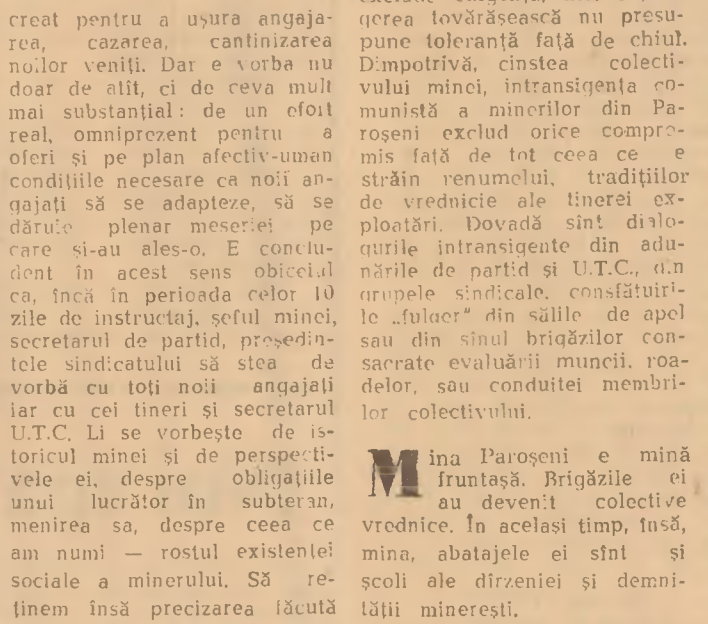 creat pentru a ușura angaja-
rea, cazarea, cantinizarea
noilor veniți. Dar e vorba nu
doar de atît, ci de ceva mult
mai substanțial : de un efort
real, omniprezent pentru a
oferi și pe plan afectiv-uman
condițiile necesare ca noii an-
gajați să se adapteze, să se
dăruie plenar meseriei pe
care și-au ales-o. E conclu-
dent în acest sens obiceiul
ca, încă în perioada celor 10
zile de instructaj, șeful minei,
secretarul de partid, președin-
tele sindicatului să stea de
vorbă cu toți noii angajați
iar cu cei tineri și secretarul
U.T.C. Li se vorbește de is-
toricul minei și de perspecti-
vele ei, despre obligațiile
unui lucrător în subteran,
menirea sa, despre ceea ce
am numi — rostul existenței
sociale a minerului. Să re-
ținem însă precizarea făcută
gerea tovărășească nu presu-
pune toleranță față de chiul.
Dimpotrivă, cinstea colecti-
vului minei, intransigența co-
munistă a minerilor din Pa-
roșeni exclud orice compro-
mis față de tot ceea ce e
străin renumelui, tradițiilor
de vrednicie ale tinerei ex-
ploatări. Dovadă sînt dialo-
gurile intransigente din adu-
nările de partid și U.T.C., din
grupele sindicale, consfătuiri-
le „fulger" din sălile de apel
sau din sînul brigăzilor con-
sacrate evaluării muncii, roa-
delor, sau conduitei membri-
lor colectivului.
Mina Paroșeni e mină
fruntașă. Brigăzile ei
au devenit colective
vrednice. În același timp, însă,
mina, abatajele ei sînt și
școli ale dîrzeniei și demni-
tății minerești.